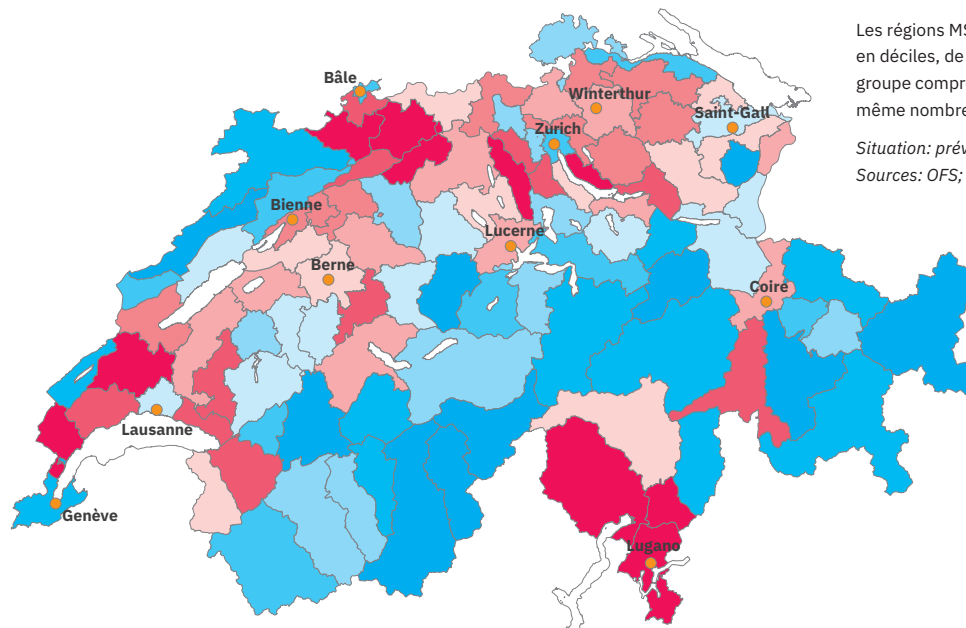 Les régions MS
en déciles, de
groupe compr
même nombre
Situation: prév
Sources: OFS;
Bâle
Winterthur
Saint-Gall
Zurich
Bienne
Lucerne
Berne
Coire
Lausanne
Genève
Lugano